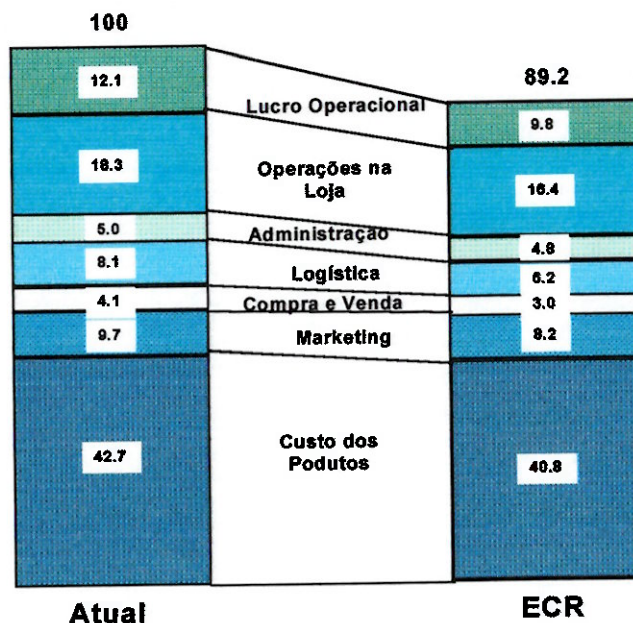 100
89.2
12.1
Lucro Operacional
9.8
18.3
Operações na
Loja
16.4
5.0
Administração
4.8
8.1
Logística
6.2
4.1
Compra e Venda
3.0
9.7
Marketing
8.2
42.7
Custo dos
Podutos
40.8
Atual
ECR